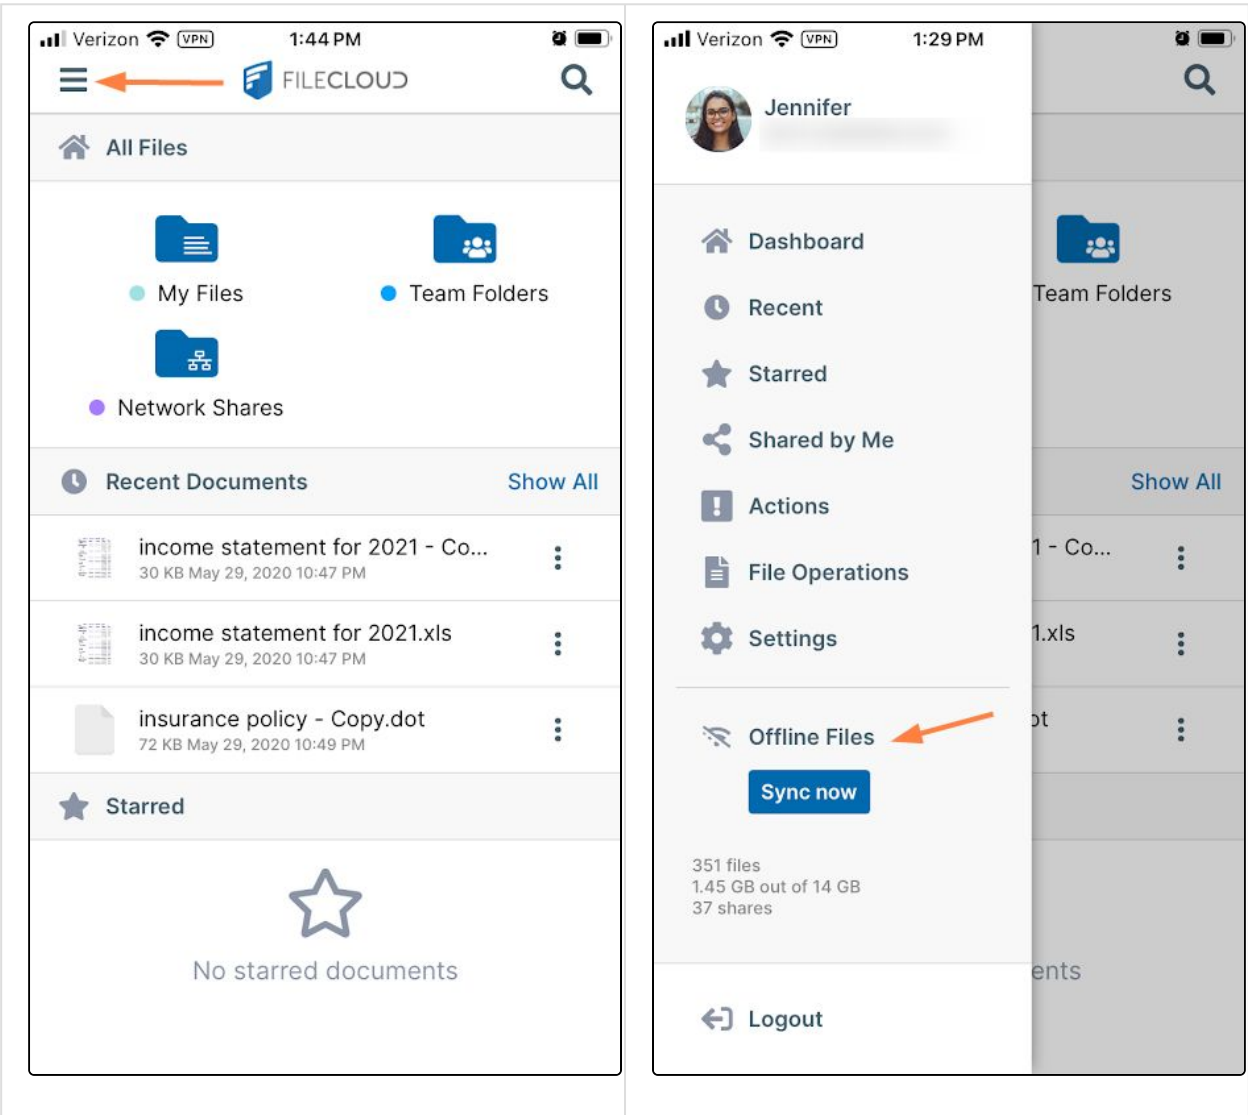 Verizon VPN 1:44 PM
FILECLOUD
All Files
My Files
Team Folders
Network Shares
Recent Documents Show All
income statement for 2021 - Co...
30 KB May 29, 2020 10:47 PM
income statement for 2021.xls
30 KB May 29, 2020 10:47 PM
insurance policy - Copy.dot
72 KB May 29, 2020 10:49 PM
Starred
No starred documents
Verizon VPN 1:29 PM
Jennifer
Dashboard
Recent
Starred
Shared by Me
Actions
File Operations
Settings
Offline Files
Sync now
351 files
1.45 GB out of 14 GB
37 shares
Logout
Team Folders
Show All
1 - Co...
1.xls
ot
ents